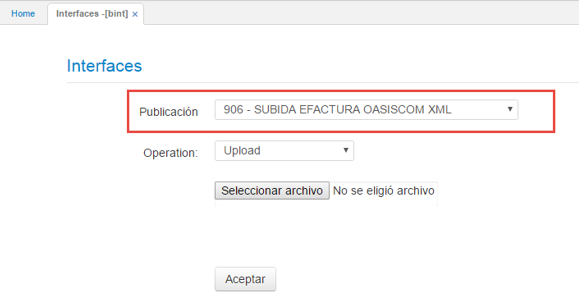 Home Interfaces -[bint] ×
Interfaces
Publicación 906 - SUBIDA EFACTURA OASISCOM XML
Operation: Upload
Seleccionar archivo No se eligió archivo
Aceptar